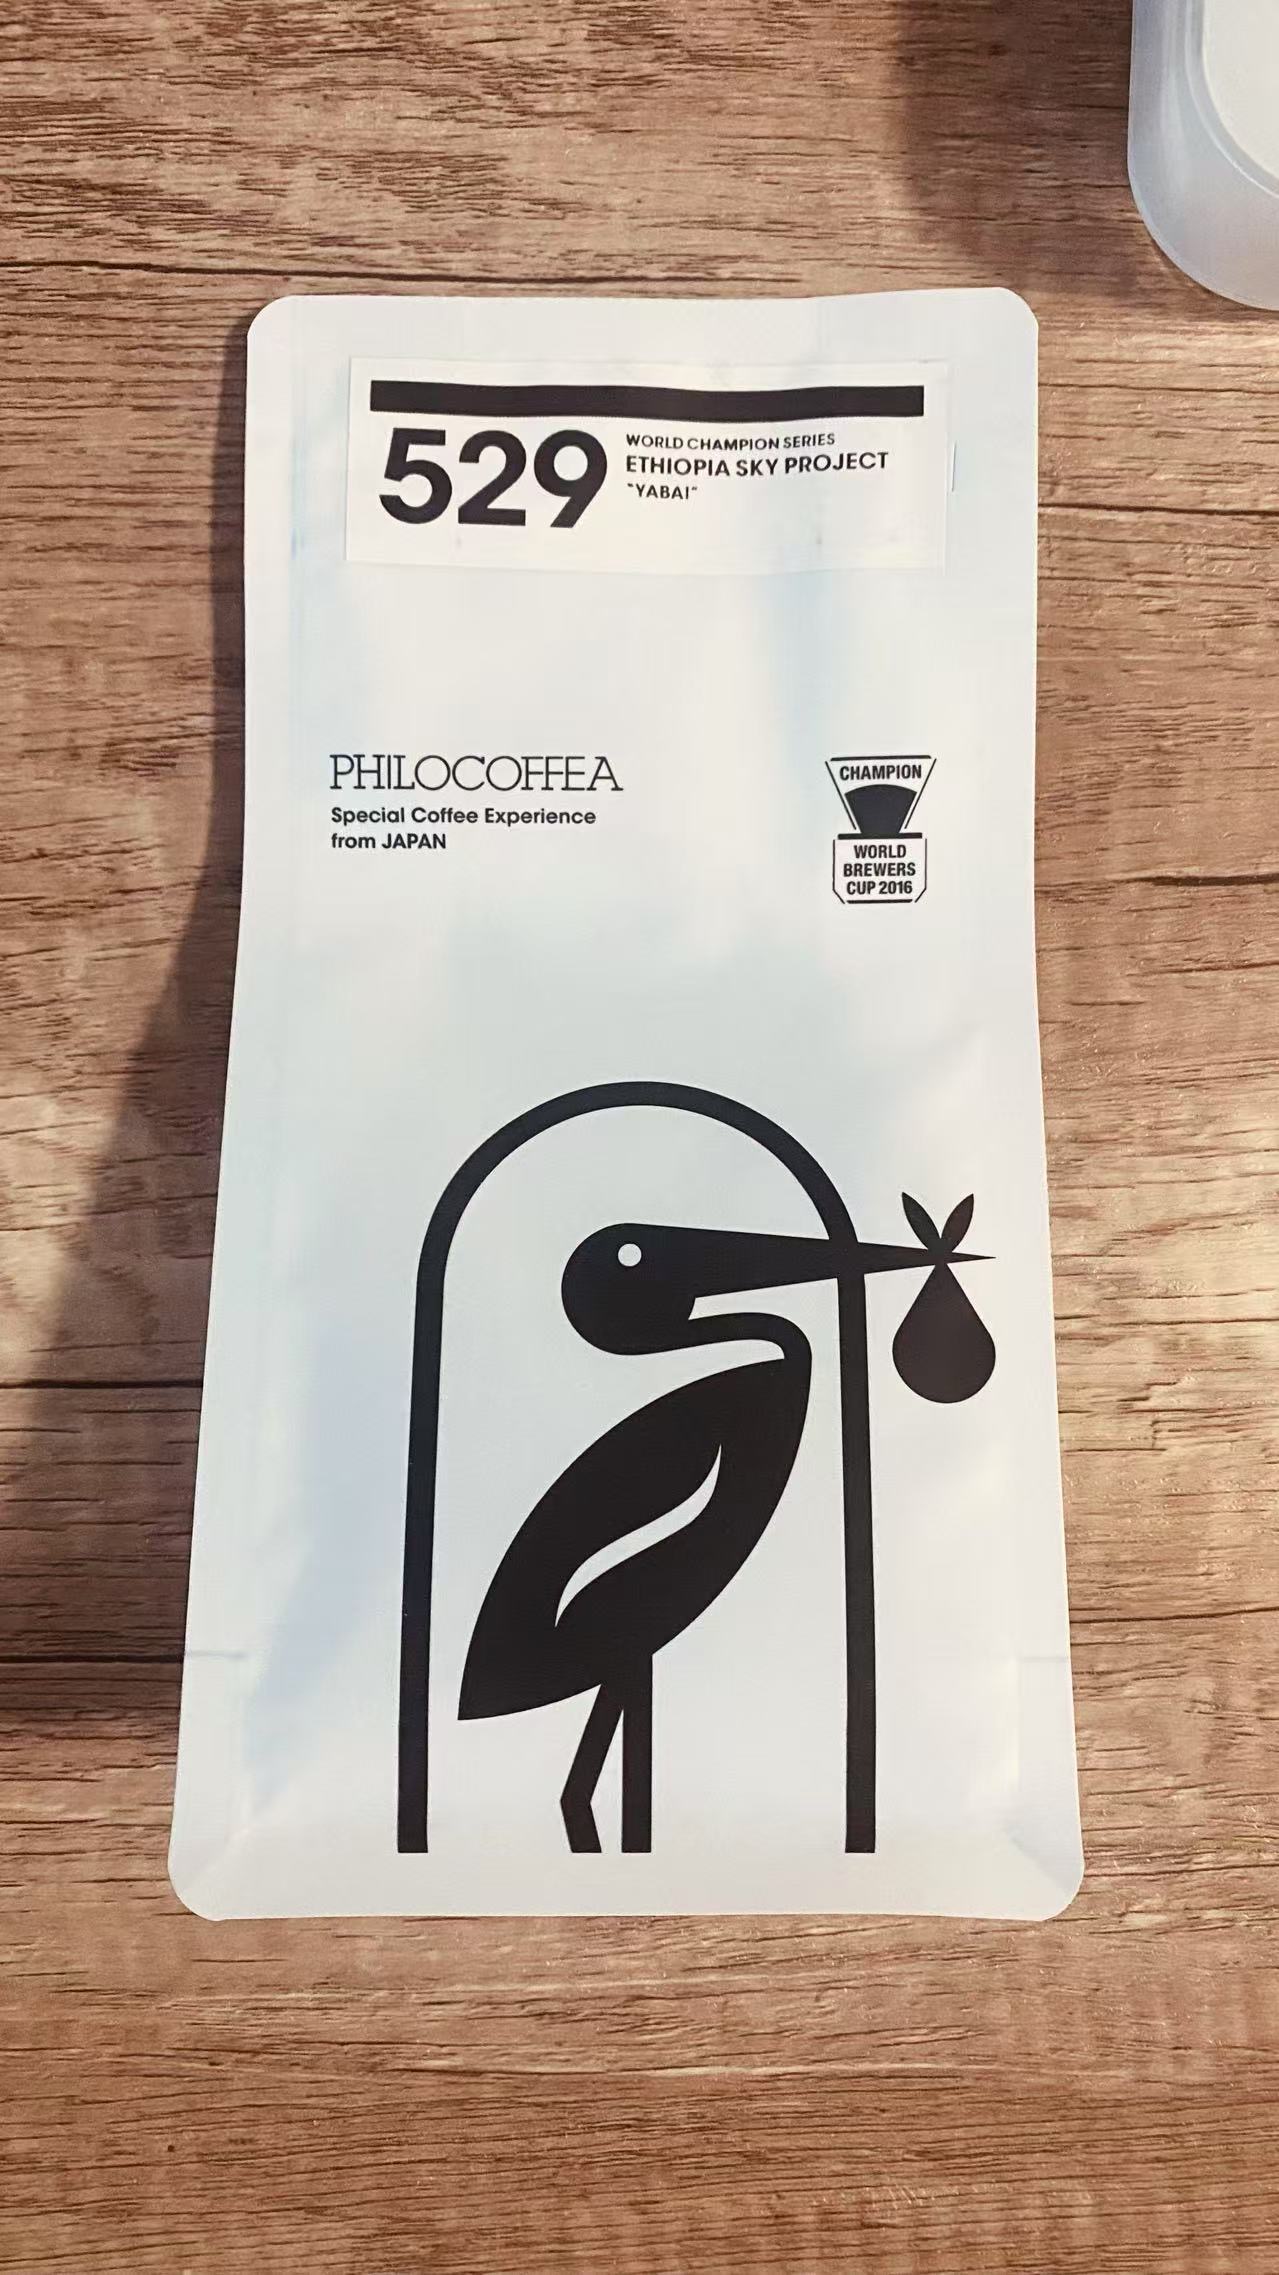 529
WORLD CHAMPION SERIES
ETHIOPIA SKY PROJECT
"YABAI"
PHILOCOFFEA
Special Coffee Experience
from JAPAN
CHAMPION
WORLD
BREWERS
CUP 2016